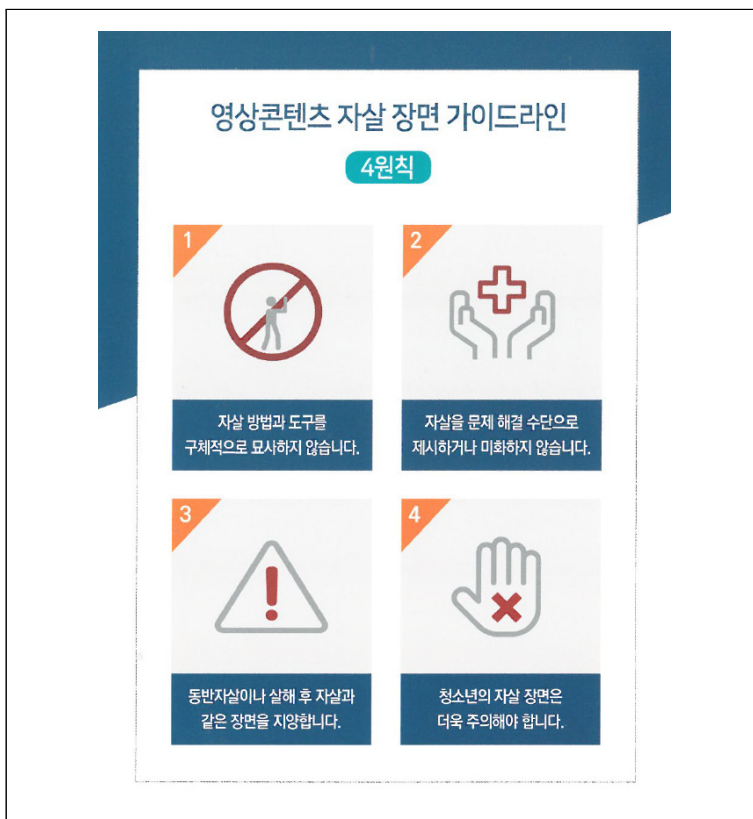 영상콘텐츠 자살 장면 가이드라인
4원칙
1
자살 방법과 도구를
구체적으로 묘사하지 않습니다.
2
자살을 문제 해결 수단으로
제시하거나 미화하지 않습니다.
3
동반자살이나 살해 후 자살과
같은 장면을 지양합니다.
4
청소년의 자살 장면은
더욱 주의해야 합니다.